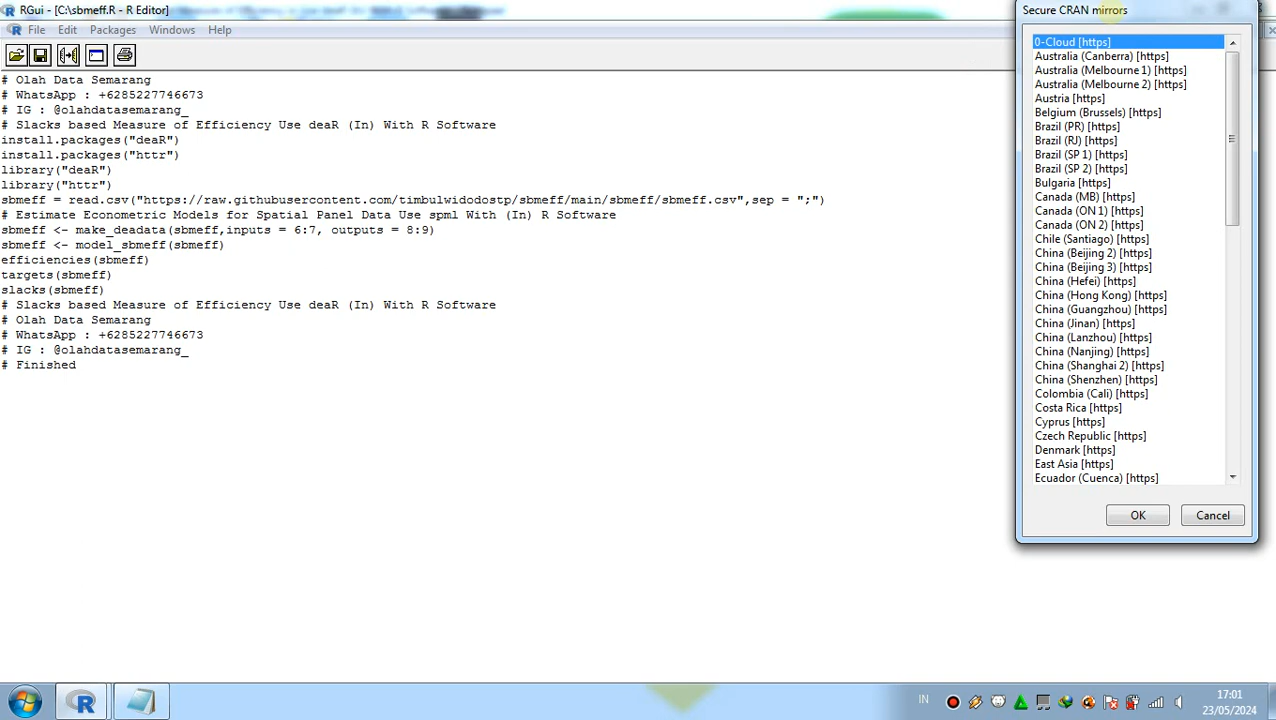 RGui - [C:\sbmeff.R - R Editor]
File Edit Packages Windows Help
# Olah Data Semarang
# WhatsApp : +6285227746673
# IG : @olahdatasemarang_
# Slacks based Measure of Efficiency Use deaR (In) With R Software
install.packages("deaR")
install.packages("httr")
library("deaR")
library("httr")
sbmeff = read.csv("https://raw.githubusercontent.com/timbulwidodostp/sbmeff/main/sbmeff/sbmeff.csv",sep = ";")
# Estimate Econometric Models for Spatial Panel Data Use spml With (In) R Software
sbmeff <- make_deadata(sbmeff,inputs = 6:7, outputs = 8:9)
sbmeff <- model_sbmeff(sbmeff)
efficiencies(sbmeff)
targets(sbmeff)
slacks(sbmeff)
# Slacks based Measure of Efficiency Use deaR (In) With R Software
# Olah Data Semarang
# WhatsApp : +6285227746673
# IG : @olahdatasemarang_
# Finished
Secure CRAN mirrors
0-Cloud [https]
Australia (Canberra) [https]
Australia (Melbourne 1) [https]
Australia (Melbourne 2) [https]
Austria [https]
Belgium (Brussels) [https]
Brazil (PR) [https]
Brazil (RJ) [https]
Brazil (SP 1) [https]
Brazil (SP 2) [https]
Bulgaria [https]
Canada (MB) [https]
Canada (ON 1) [https]
Canada (ON 2) [https]
Chile (Santiago) [https]
China (Beijing 2) [https]
China (Beijing 3) [https]
China (Hefei) [https]
China (Hong Kong) [https]
China (Guangzhou) [https]
China (Jinan) [https]
China (Lanzhou) [https]
China (Nanjing) [https]
China (Shanghai 2) [https]
China (Shenzhen) [https]
Colombia (Cali) [https]
Costa Rica [https]
Cyprus [https]
Czech Republic [https]
Denmark [https]
East Asia [https]
Ecuador (Cuenca) [https]
OK Cancel
IN
17:01
23/05/2024